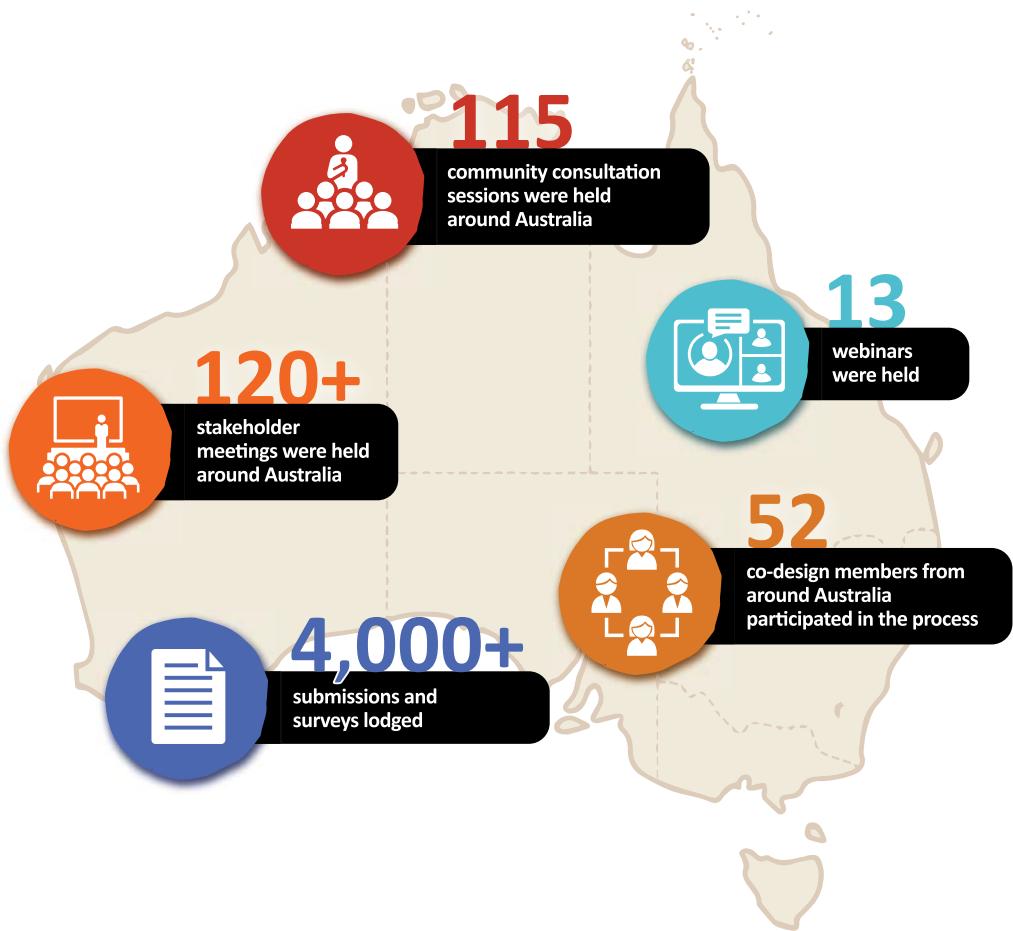 115
community consultation
sessions were held
around Australia
13
webinars
were held
120+
stakeholder
meetings were held
around Australia
52
co-design members from
around Australia
participated in the process
4,000+
submissions and
surveys lodged